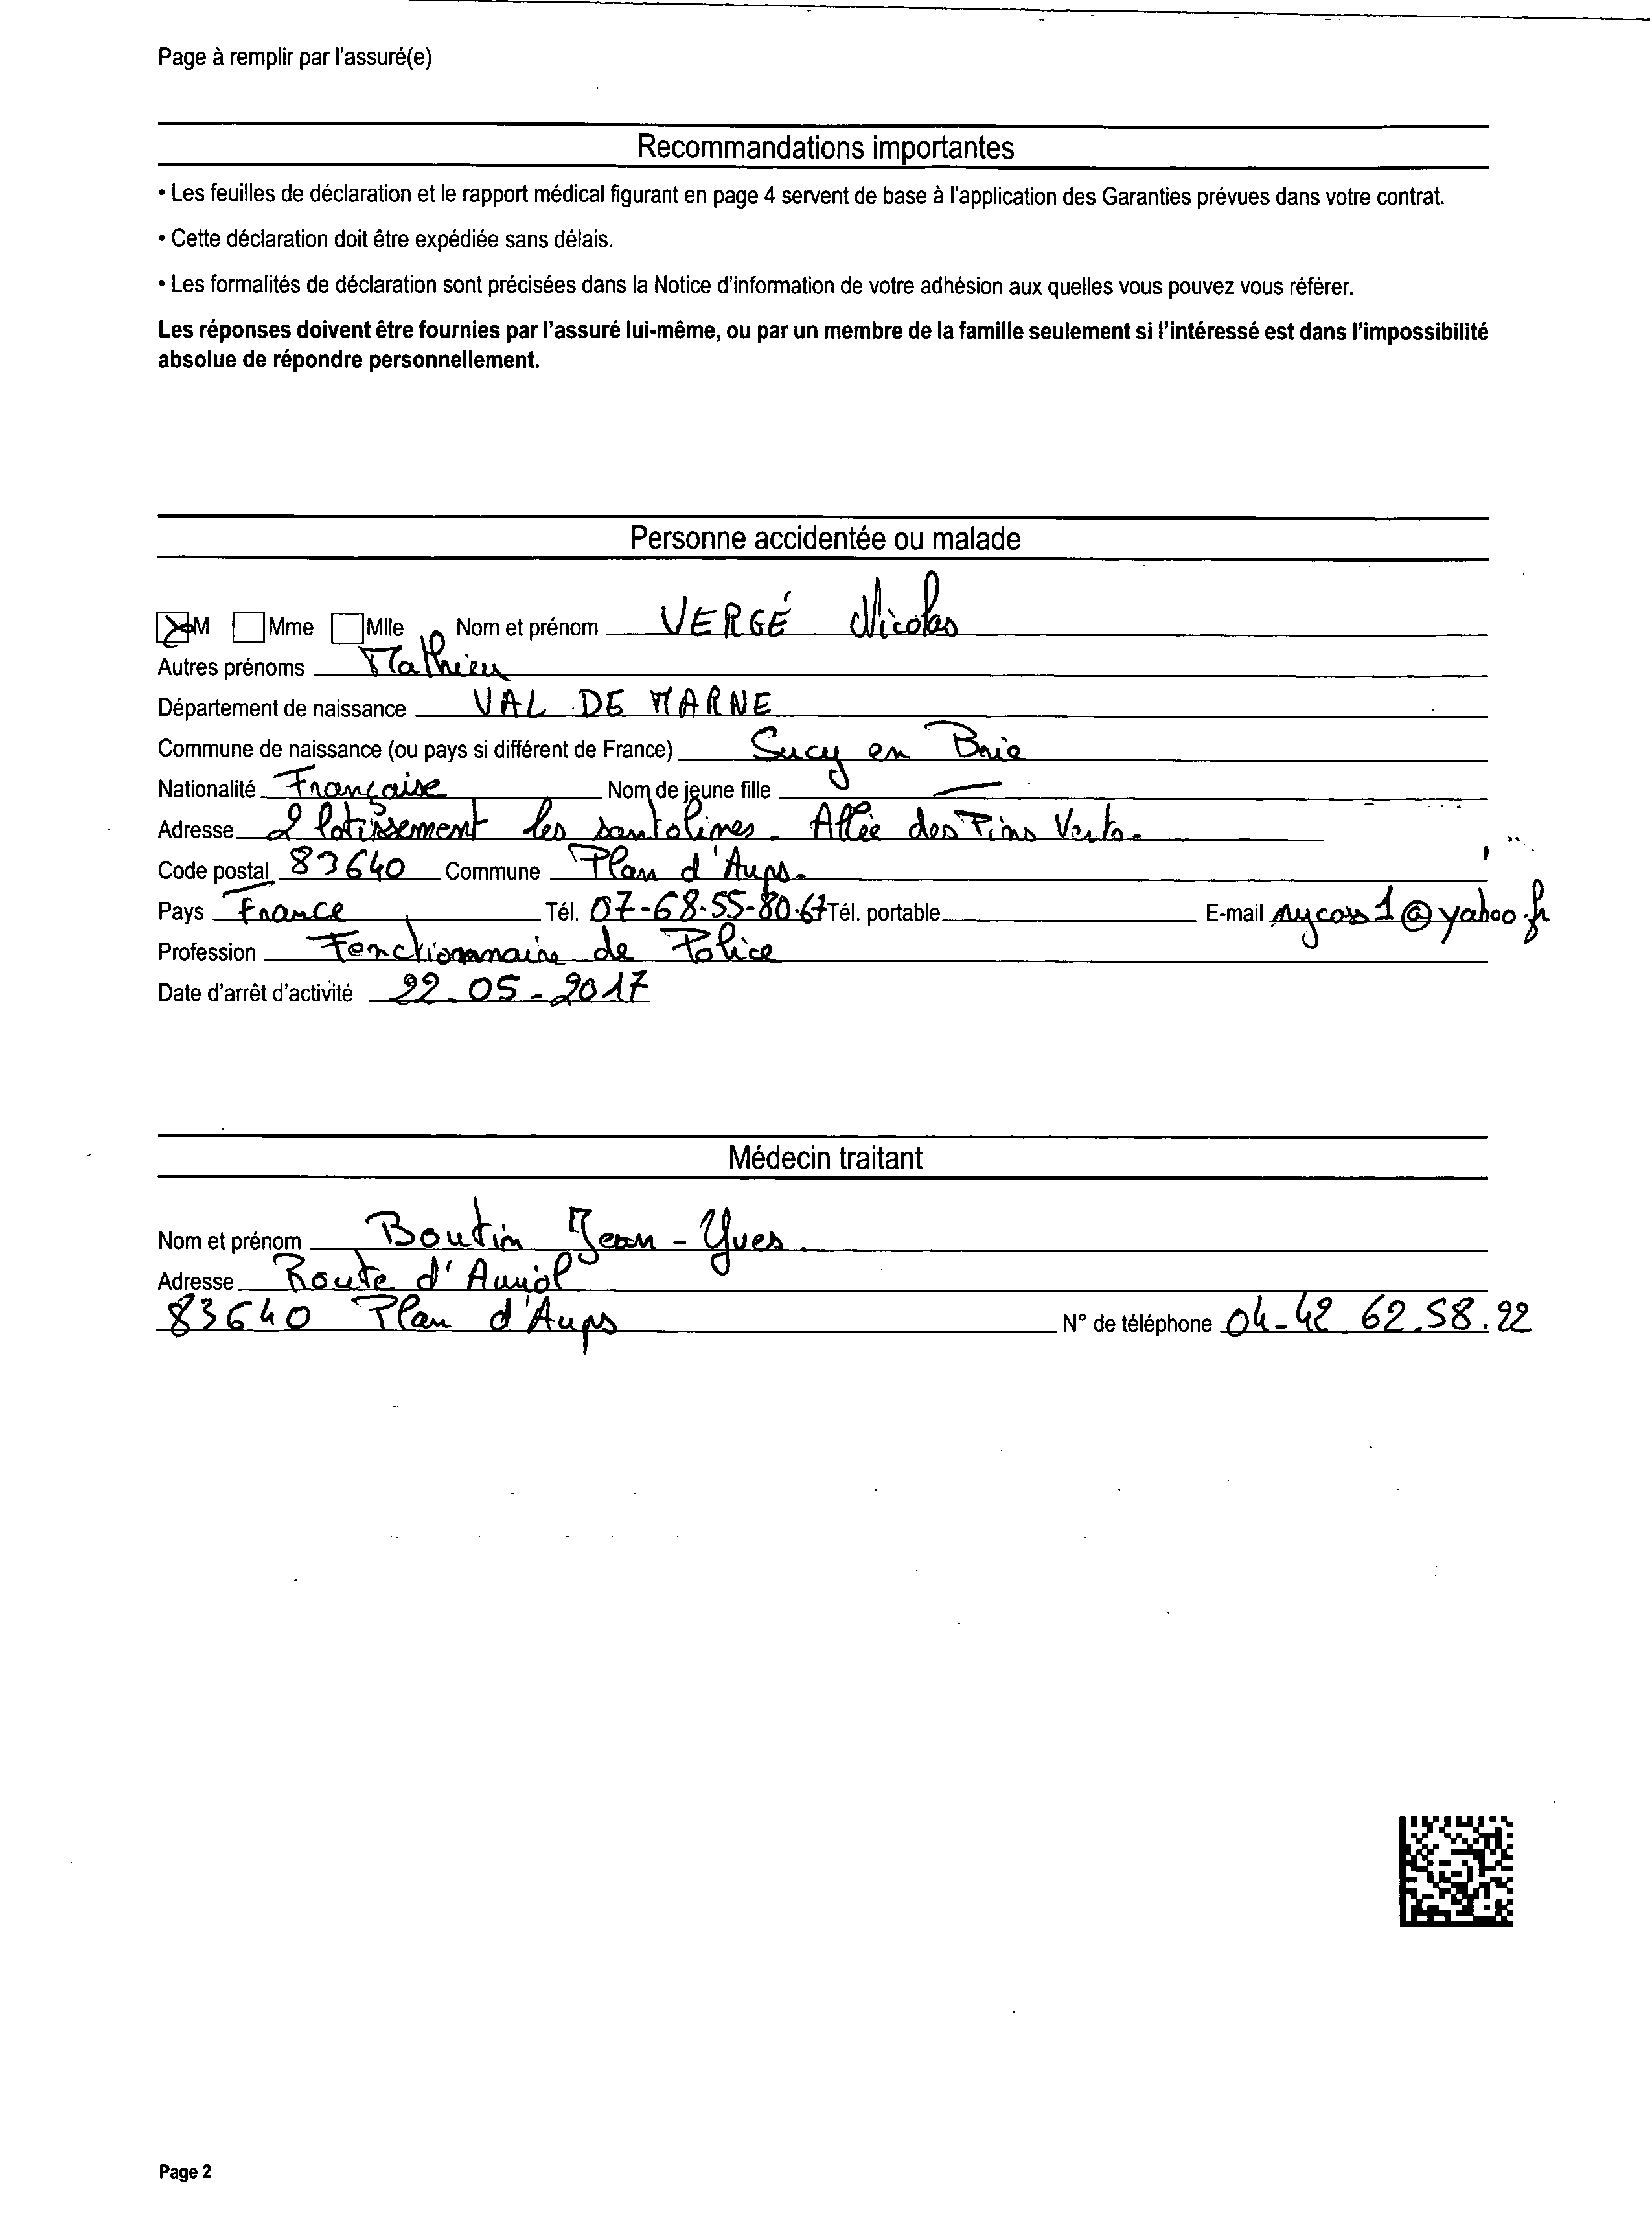 Page à remplir par l'assuré(e)
Recommandations importantes
• Les feuilles de déclaration et le rapport médical figurant en page 4 servent de base à l'application des Garanties prévues dans votre contrat.
• Cette déclaration doit être expédiée sans délais.
• Les formalités de déclaration sont précisées dans la Notice d'information de votre adhésion aux quelles vous pouvez vous référer.
Les réponses doivent être fournies par l'assuré lui-même, ou par un membre de la famille seulement si l'intéressé est dans l'impossibilité
absolue de répondre personnellement.
Personne accidentée ou malade
M Mme Mlle Nom et prénom VERGÉ Nicolas
Autres prénoms Mathieu
Département de naissance VAL DE MARNE
Commune de naissance (ou pays si différent de France) Sucy en Brie
Nationalité Française Nom de jeune fille —
Adresse 2 lotissement les santolines. Allée des Pins Verts.
Code postal 83640 Commune Plan d'Aups.
Pays France Tél. 07-68-55-80.67 Tél. portable E-mail nycoss1@yahoo.fr
Profession Fonctionnaire de Police
Date d'arrêt d'activité 22.05-2017
Médecin traitant
Nom et prénom Boutin Jean-Yves.
Adresse Route d'Auriol
83640 Plan d'Aups N° de téléphone 04-42.62.58.22
Page 2